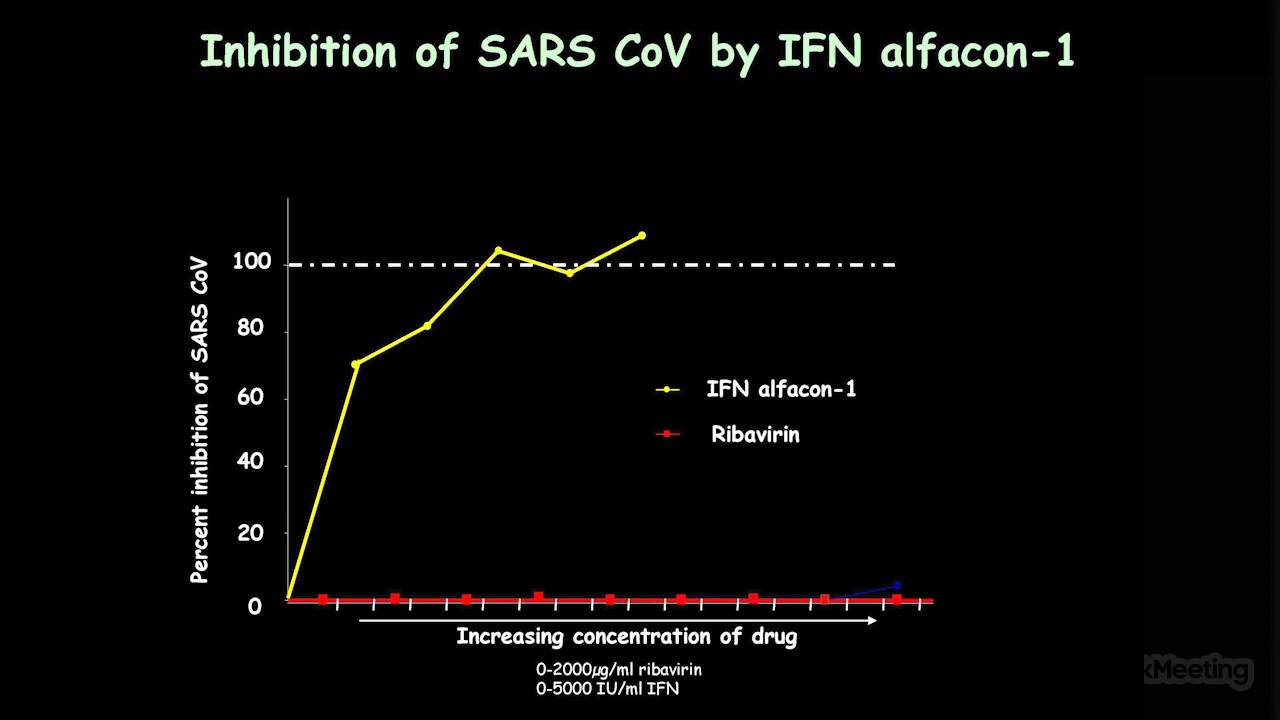 Inhibition of SARS CoV by IFN alfacon-1
Percent inhibition of SARS CoV
100
80
60
40
20
0
IFN alfacon-1
Ribavirin
Increasing concentration of drug
0-2000µg/ml ribavirin
0-5000 IU/ml IFN
kMeeting